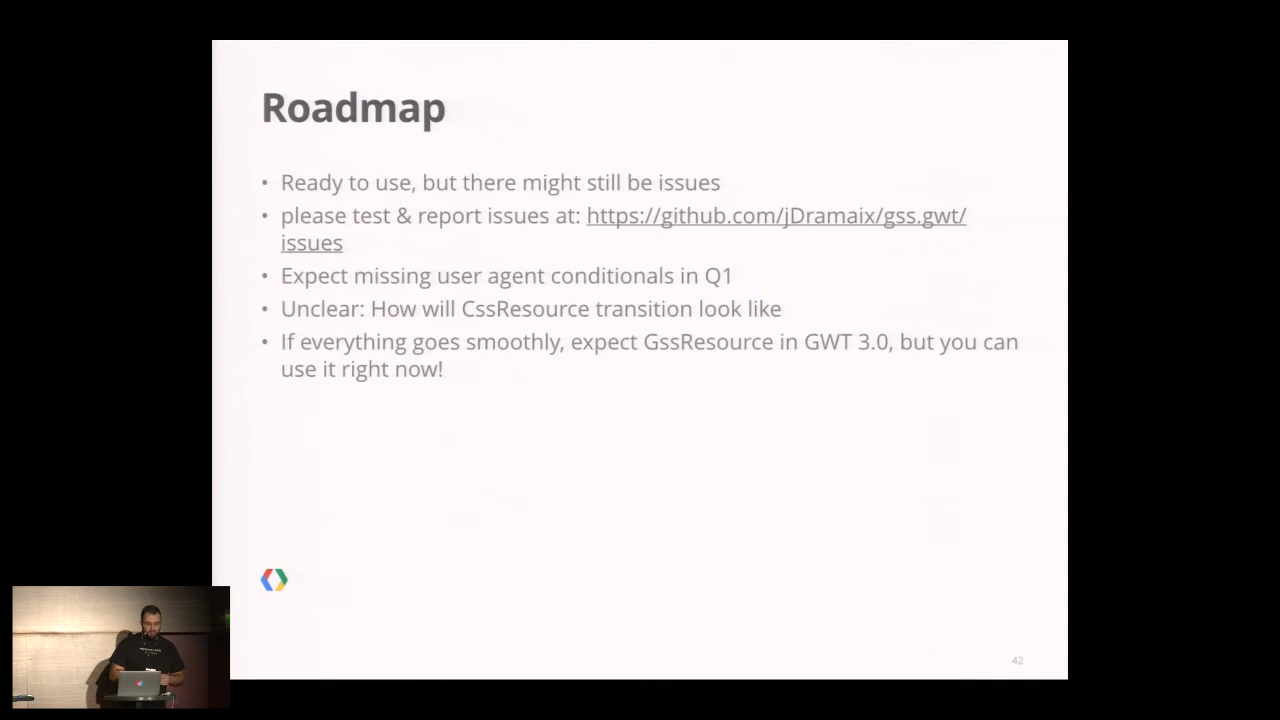 Roadmap
• Ready to use, but there might still be issues
• please test & report issues at: https://github.com/jDramaix/gss.gwt/
issues
• Expect missing user agent conditionals in Q1
• Unclear: How will CssResource transition look like
• If everything goes smoothly, expect GssResource in GWT 3.0, but you can
use it right now!
42